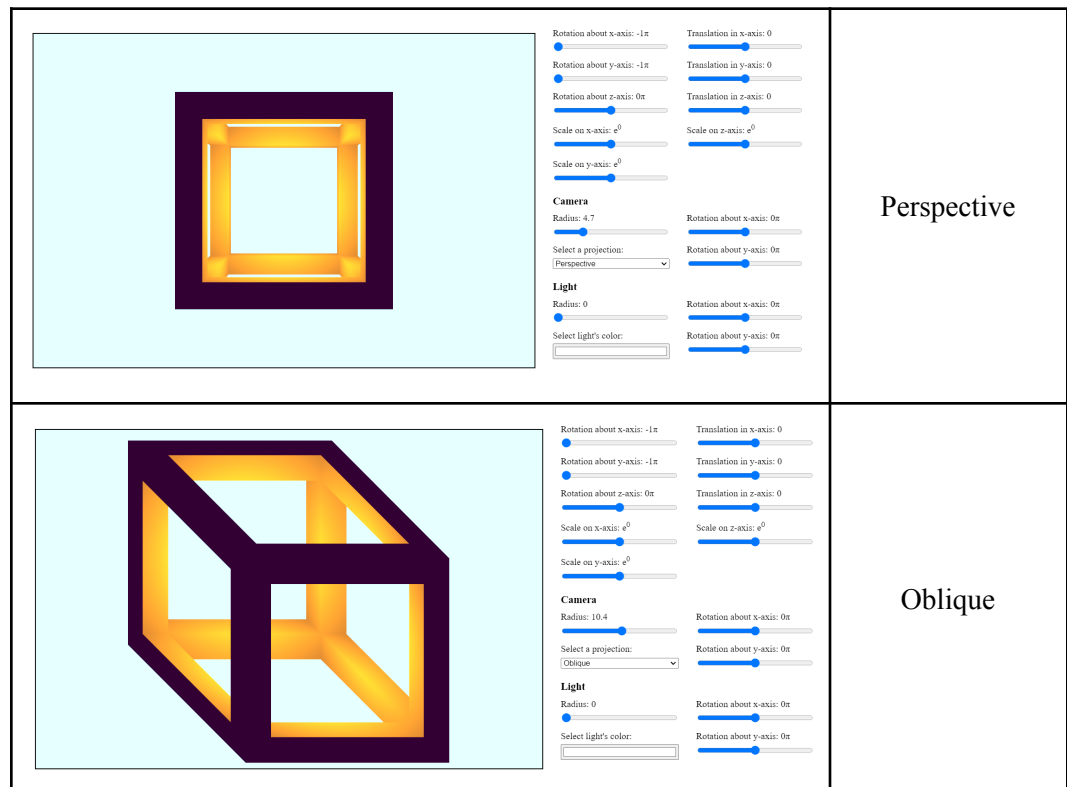 Rotation about x-axis: -1π
Translation in x-axis: 0
Rotation about y-axis: -1π
Translation in y-axis: 0
Rotation about z-axis: 0π
Translation in z-axis: 0
Scale on x-axis: e⁰
Scale on z-axis: e⁰
Scale on y-axis: e⁰
Camera
Radius: 4.7
Rotation about x-axis: 0π
Select a projection:
Rotation about y-axis: 0π
Perspective
Light
Radius: 0
Rotation about x-axis: 0π
Select light's color:
Rotation about y-axis: 0π
Perspective
Rotation about x-axis: -1π
Translation in x-axis: 0
Rotation about y-axis: -1π
Translation in y-axis: 0
Rotation about z-axis: 0π
Translation in z-axis: 0
Scale on x-axis: e⁰
Scale on z-axis: e⁰
Scale on y-axis: e⁰
Camera
Radius: 10.4
Rotation about x-axis: 0π
Select a projection:
Rotation about y-axis: 0π
Oblique
Light
Radius: 0
Rotation about x-axis: 0π
Select light's color:
Rotation about y-axis: 0π
Oblique